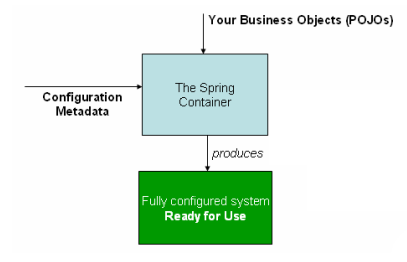 Your Business Objects (POJOs)
The Spring
Container
Configuration
Metadata
produces
Fully configured system
Ready for Use